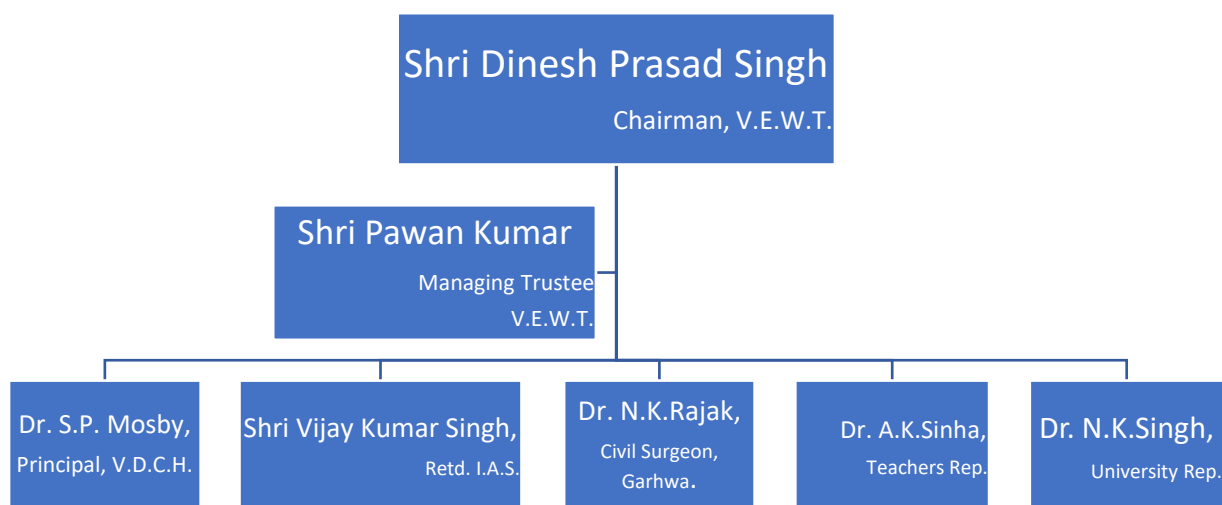 Shri Dinesh Prasad Singh
Chairman, V.E.W.T.
Shri Pawan Kumar
Managing Trustee
V.E.W.T.
Dr. S.P. Mosby,
Principal, V.D.C.H.
Shri Vijay Kumar Singh,
Retd. I.A.S.
Dr. N.K.Rajak,
Civil Surgeon,
Garhwa.
Dr. A.K.Sinha,
Teachers Rep.
Dr. N.K.Singh,
University Rep.